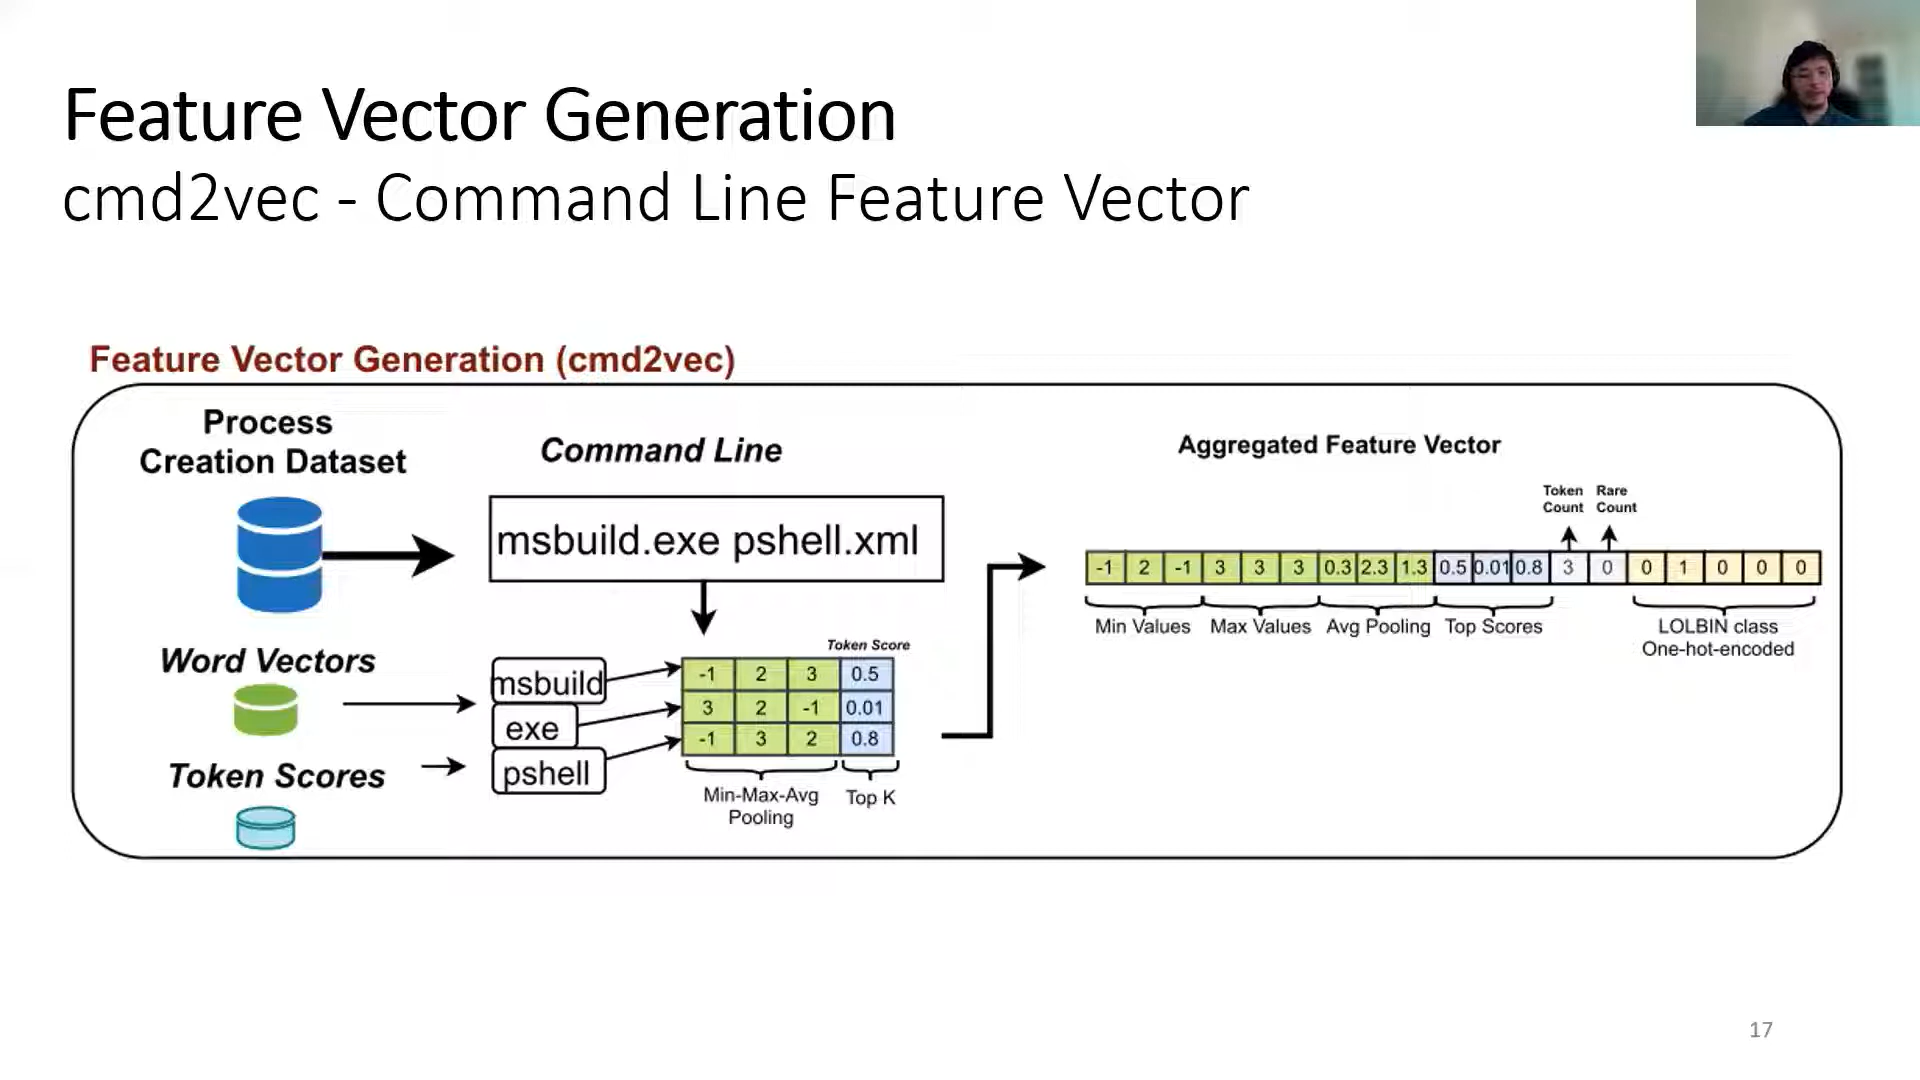 Feature Vector Generation
cmd2vec - Command Line Feature Vector
Feature Vector Generation (cmd2vec)
Process
Creation Dataset
Command Line
msbuild.exe pshell.xml
Word Vectors
Token Scores
msbuild
exe
pshell
Token Score
-1 2 3 0.5
3 2 -1 0.01
-1 3 2 0.8
Min-Max-Avg
Pooling
Top K
Aggregated Feature Vector
Token
Count
Rare
Count
-1 2 -1 3 3 3 0.3 2.3 1.3 0.5 0.01 0.8 3 0 0 1 0 0 0
Min Values Max Values Avg Pooling Top Scores
LOLBIN class
One-hot-encoded
17